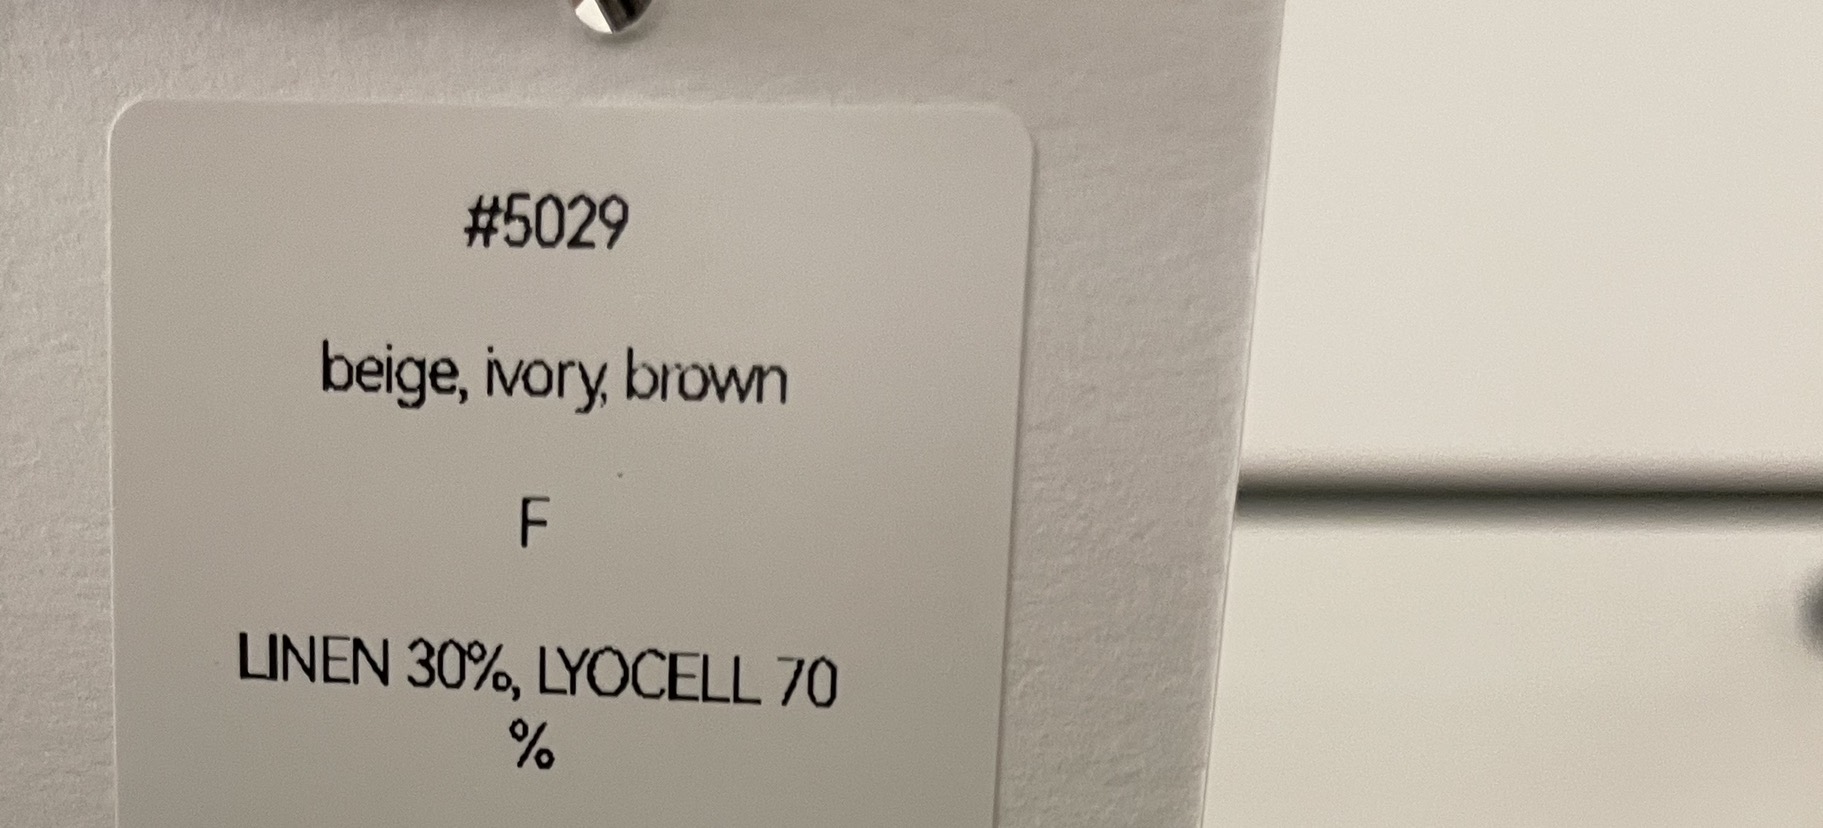 #5029
beige, ivory, brown
F
LINEN 30%, LYOCELL 70
%